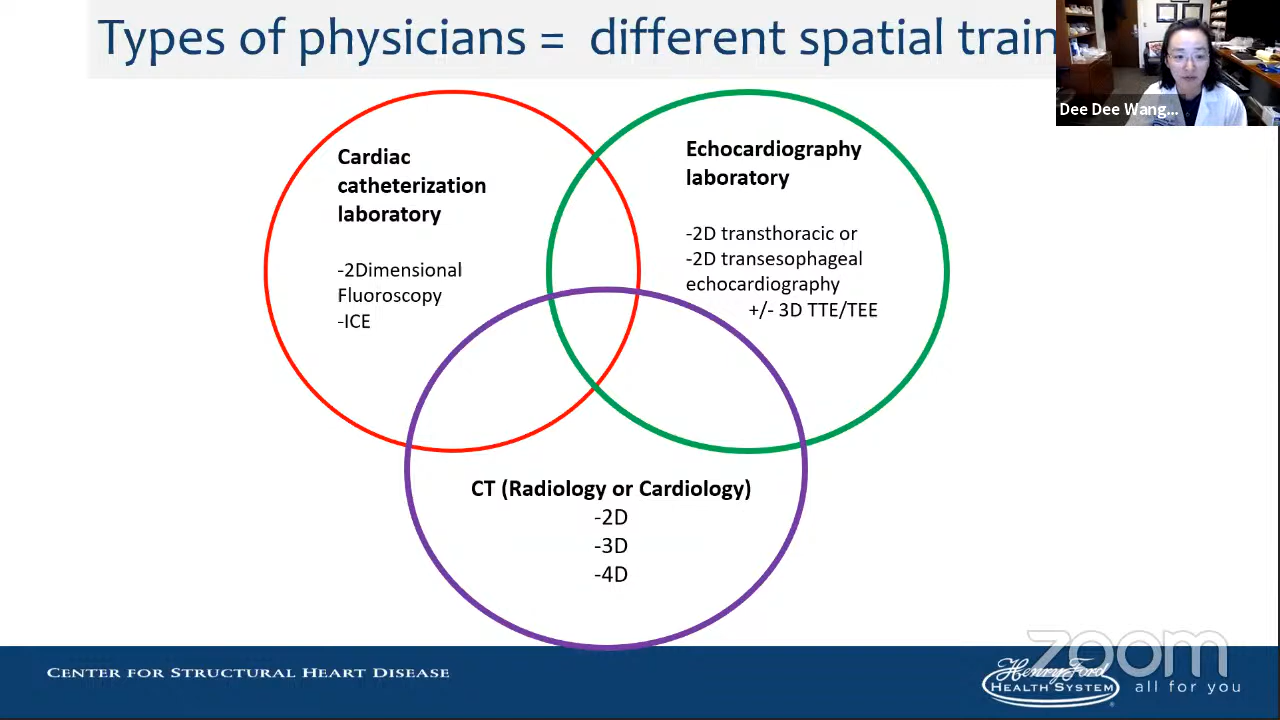 Types of physicians = different spatial train
Dee Dee Wang...
Cardiac
catheterization
laboratory
-2Dimensional
Fluoroscopy
-ICE
Echocardiography
laboratory
-2D transthoracic or
-2D transesophageal
echocardiography
+/- 3D TTE/TEE
CT (Radiology or Cardiology)
-2D
-3D
-4D
CENTER FOR STRUCTURAL HEART DISEASE
zoom
Henry Ford
HEALTH SYSTEM
all for you